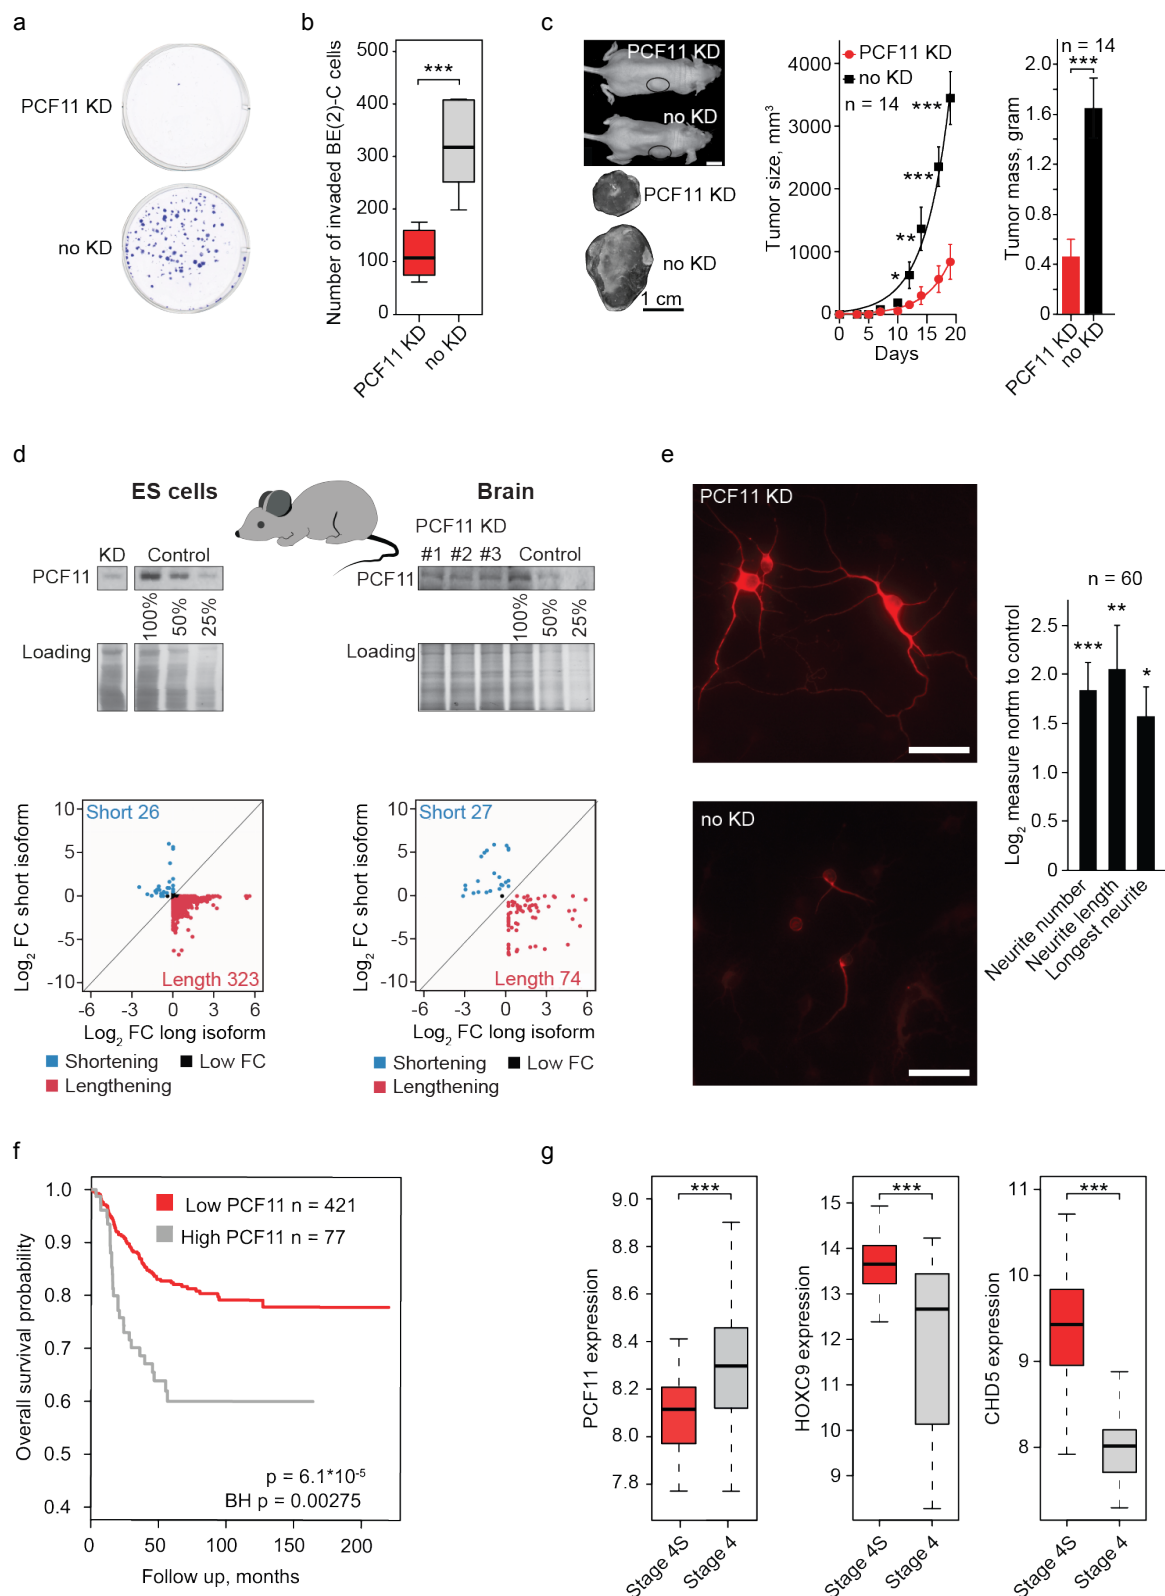 a
PCF11 KD
no KD
b
Number of invaded BE(2)-C cells
500
400
300
200
100
0
***
PCF11 KD
no KD
c
PCF11 KD
no KD
PCF11 KD
no KD
1 cm
Tumor size, mm³
4000
2000
1000
0
PCF11 KD
no KD
n = 14
***
***
**
*
0
5
10
15
20
Days
Tumor mass, gram
2.0
1.6
1.2
0.8
0.4
0
n = 14
***
PCF11 KD
no KD
d
ES cells
Brain
KD
Control
PCF11
100%
50%
25%
Loading
PCF11 KD
#1 #2 #3 Control
PCF11
100%
50%
25%
Loading
Log₂ FC short isoform
10
5
0
-5
-10
Short 26
Length 323
-6 -3 0 3 6
Log₂ FC long isoform
Shortening
Low FC
Lengthening
Log₂ FC short isoform
10
5
0
-5
-10
Short 27
Length 74
-6 -3 0 3 6
Log₂ FC long isoform
Shortening
Low FC
Lengthening
e
PCF11 KD
no KD
n = 60
Log₂ measure nortm to control
2.5
2.0
1.5
1.0
0.5
0
***
**
*
Neurite number
Neurite length
Longest neurite
f
Overall survival probability
1.0
0.9
0.8
0.7
0.6
0.5
0.4
Low PCF11 n = 421
High PCF11 n = 77
p = 6.1*10⁻⁵
BH p = 0.00275
0 50 100 150 200
Follow up, months
g
PCF11 expression
9.0
8.8
8.6
8.4
8.2
8.0
7.8
***
Stage 4S
Stage 4
HOXC9 expression
15
14
13
12
11
10
9
***
Stage 4S
Stage 4
CHD5 expression
11
10
9
8
***
Stage 4S
Stage 4